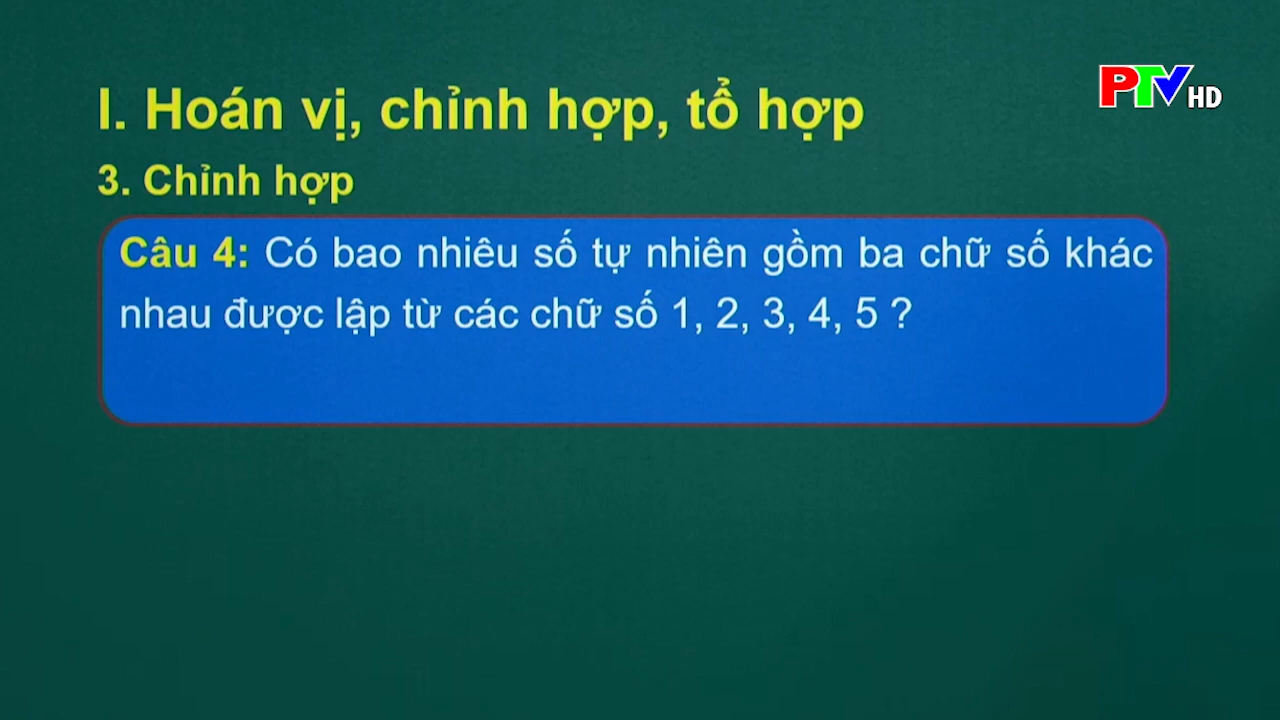 PTV HD
I. Hoán vị, chỉnh hợp, tổ hợp
3. Chỉnh hợp
Câu 4: Có bao nhiêu số tự nhiên gồm ba chữ số khác
nhau được lập từ các chữ số 1, 2, 3, 4, 5 ?